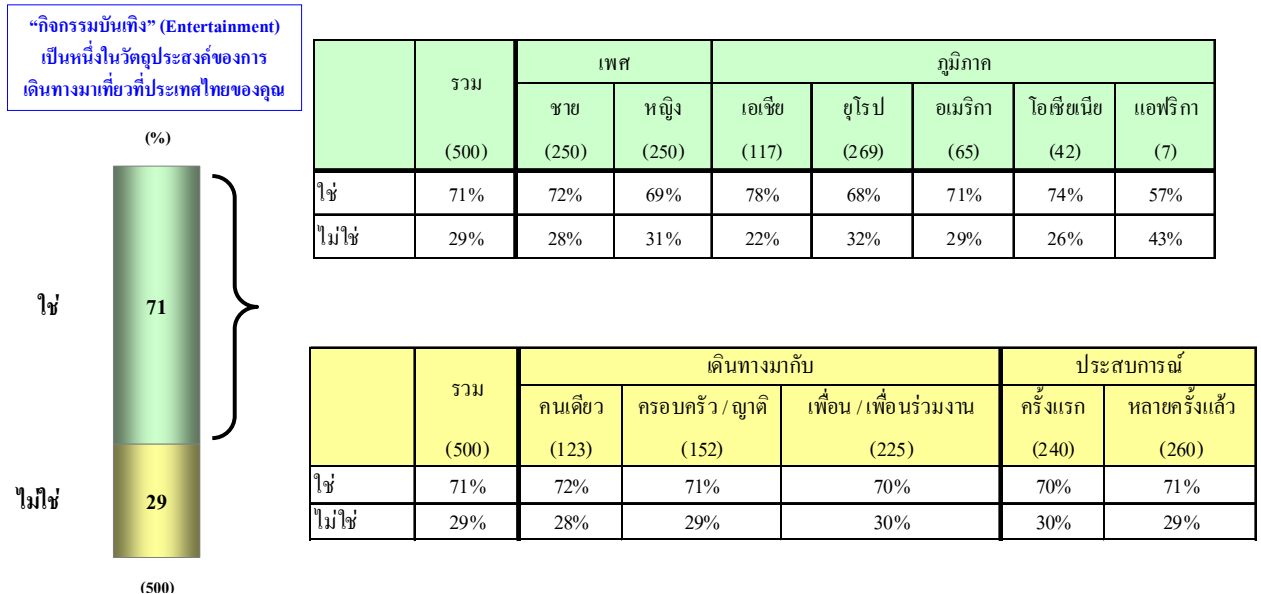 “กิจกรรมบันเทิง” (Entertainment)
เป็นหนึ่งในวัตถุประสงค์ของการ
เดินทางมาเที่ยวที่ประเทศไทยของคุณ
(%)
ใช่ 71
ไม่ใช่ 29
(500)
รวม เพศ ภูมิภาค
ชาย หญิง เอเชีย ยุโรป อเมริกา โอเชียเนีย แอฟริกา
(500) (250) (250) (117) (269) (65) (42) (7)
ใช่ 71% 72% 69% 78% 68% 71% 74% 57%
ไม่ใช่ 29% 28% 31% 22% 32% 29% 26% 43%
รวม เดินทางมากับ ประสบการณ์
คนเดียว ครอบครัว / ญาติ เพื่อน / เพื่อนร่วมงาน ครั้งแรก หลายครั้งแล้ว
(500) (123) (152) (225) (240) (260)
ใช่ 71% 72% 71% 70% 70% 71%
ไม่ใช่ 29% 28% 29% 30% 30% 29%